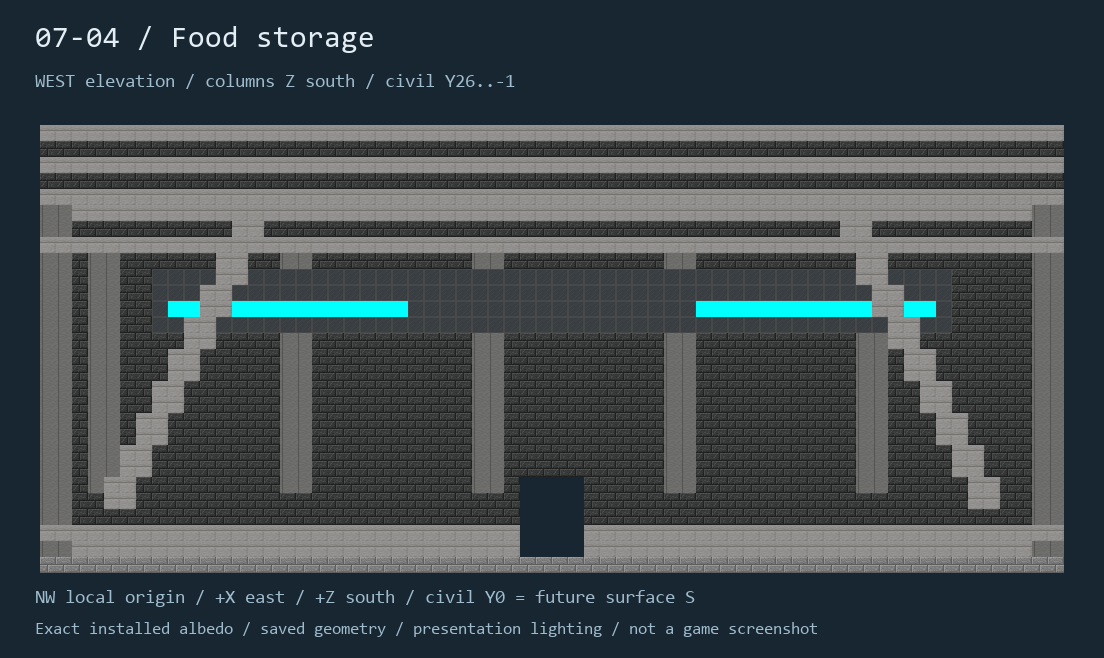 07-04 / Food storage
WEST elevation / columns Z south / civil Y26..-1
NW local origin / +X east / +Z south / civil Y0 = future surface S
Exact installed albedo / saved geometry / presentation lighting / not a game screenshot